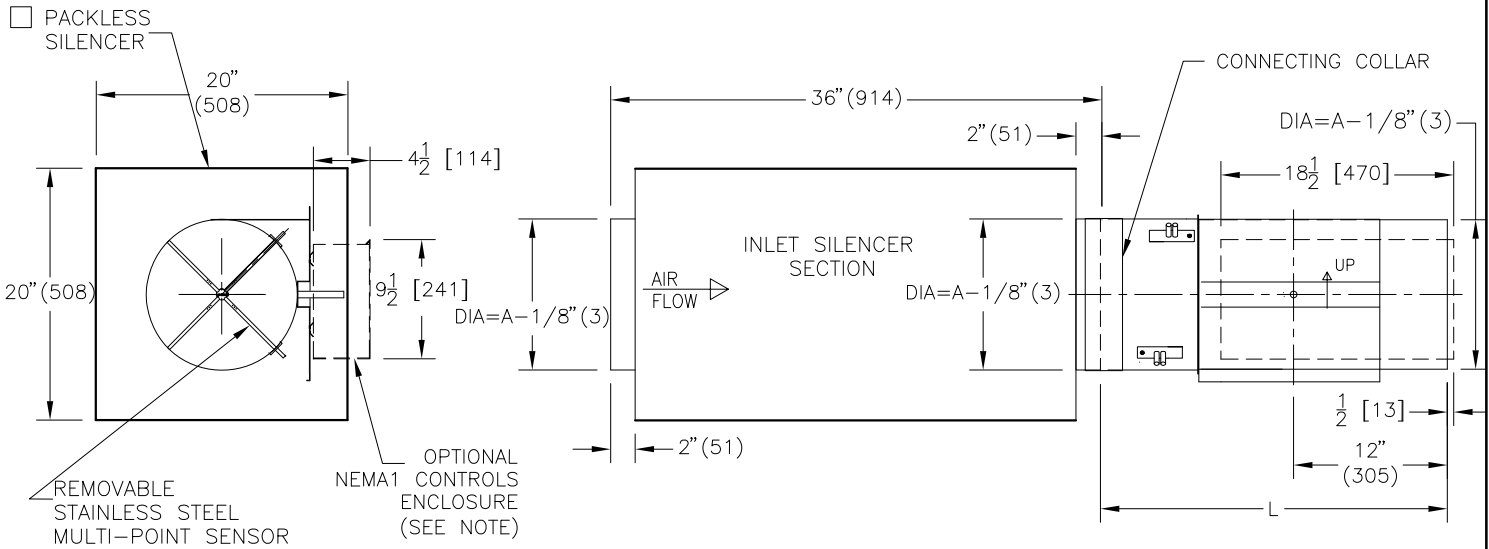 PACKLESS
SILENCER
20"
(508)
4 1/2 [114]
20"(508)
9 1/2 [241]
REMOVABLE
STAINLESS STEEL
MULTI-POINT SENSOR
OPTIONAL
NEMA1 CONTROLS
ENCLOSURE
(SEE NOTE)
36"(914)
2"(51)
CONNECTING COLLAR
DIA=A-1/8"(3)
18 1/2 [470]
INLET SILENCER
SECTION
AIR
FLOW
DIA=A-1/8"(3)
DIA=A-1/8"(3)
UP
2"(51)
1/2 [13]
12"
(305)
L